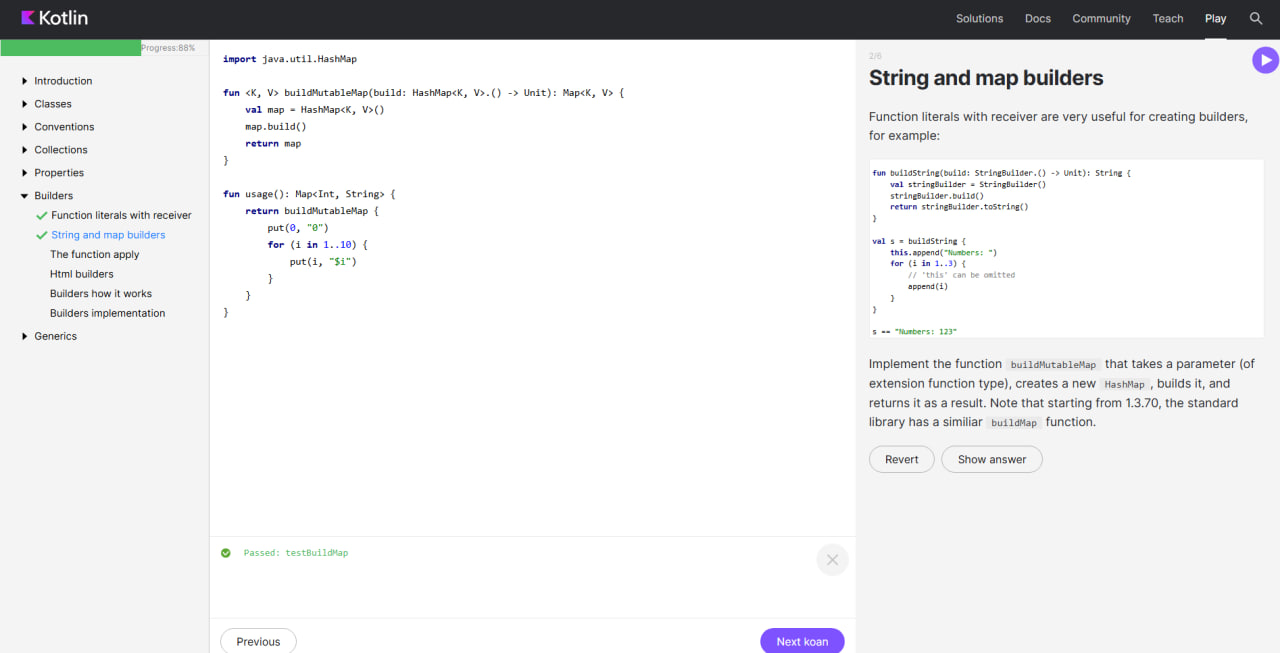 Kotlin
Solutions Docs Community Teach Play
Progress:88%
Introduction
Classes
Conventions
Collections
Properties
Builders
Function literals with receiver
String and map builders
The function apply
Html builders
Builders how it works
Builders implementation
Generics
import java.util.HashMap
fun <K, V> buildMutableMap(build: HashMap<K, V>.() -> Unit): Map<K, V> {
    val map = HashMap<K, V>()
    map.build()
    return map
}
fun usage(): Map<Int, String> {
    return buildMutableMap {
        put(0, "0")
        for (i in 1..10) {
            put(i, "$i")
        }
    }
}
Passed: testBuildMap
Previous
Next koan
2/6
String and map builders
Function literals with receiver are very useful for creating builders,
for example:
fun buildString(build: StringBuilder.() -> Unit): String {
    val stringBuilder = StringBuilder()
    stringBuilder.build()
    return stringBuilder.toString()
}
val s = buildString {
    this.append("Numbers: ")
    for (i in 1..3) {
        // 'this' can be omitted
        append(i)
    }
}
s == "Numbers: 123"
Implement the function buildMutableMap that takes a parameter (of
extension function type), creates a new HashMap, builds it, and
returns it as a result. Note that starting from 1.3.70, the standard
library has a similiar buildMap function.
Revert
Show answer